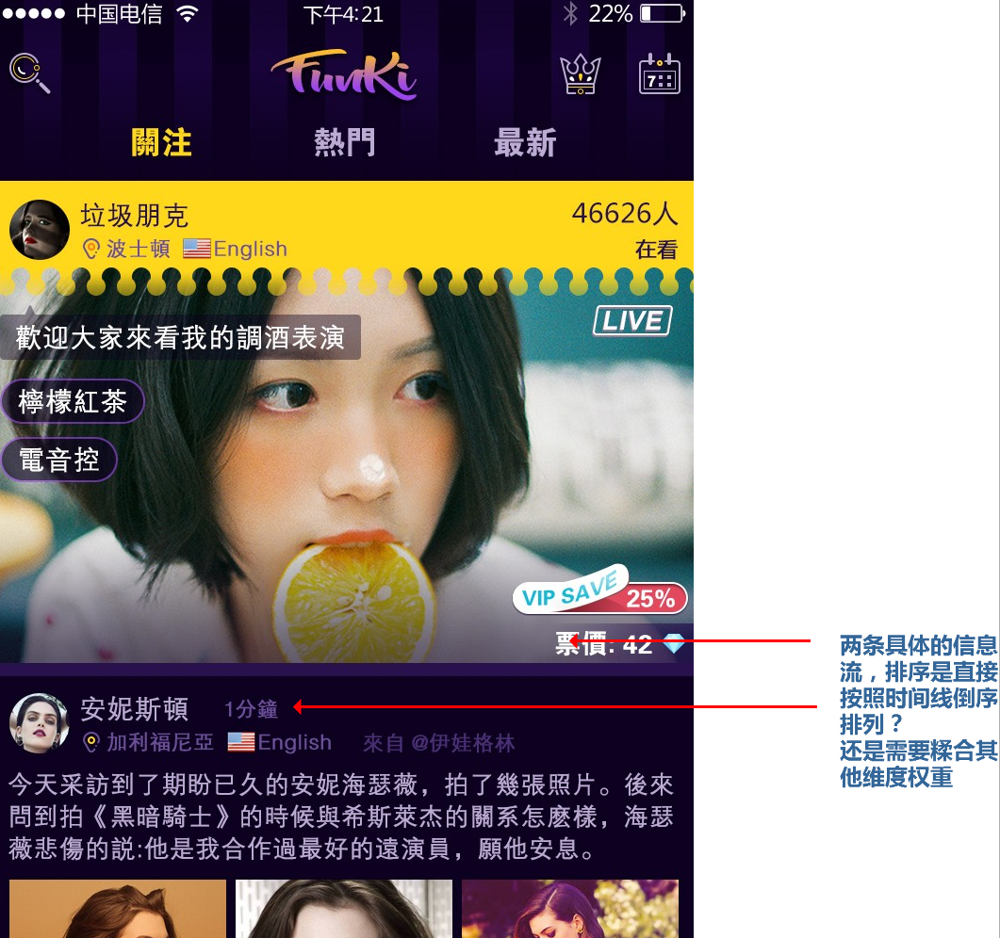 中国电信 下午4:21 22%
FunKi
7
關注 熱門 最新
垃圾朋克 46626人
波士頓 English 在看
LIVE
歡迎大家來看我的調酒表演
檸檬紅茶
電音控
VIP SAVE 25%
票價: 42
两条具体的信息
流，排序是直接
按照时间线倒序
排列？
还是需要糅合其
他维度权重
安妮斯頓 1分鐘
加利福尼亞 English 來自 @伊娃格林
今天采訪到了期盼已久的安妮海瑟薇，拍了幾張照片。後來
問到拍《黑暗騎士》的時候與希斯萊杰的關系怎麽樣，海瑟
薇悲傷的説:他是我合作過最好的遠演員，願他安息。